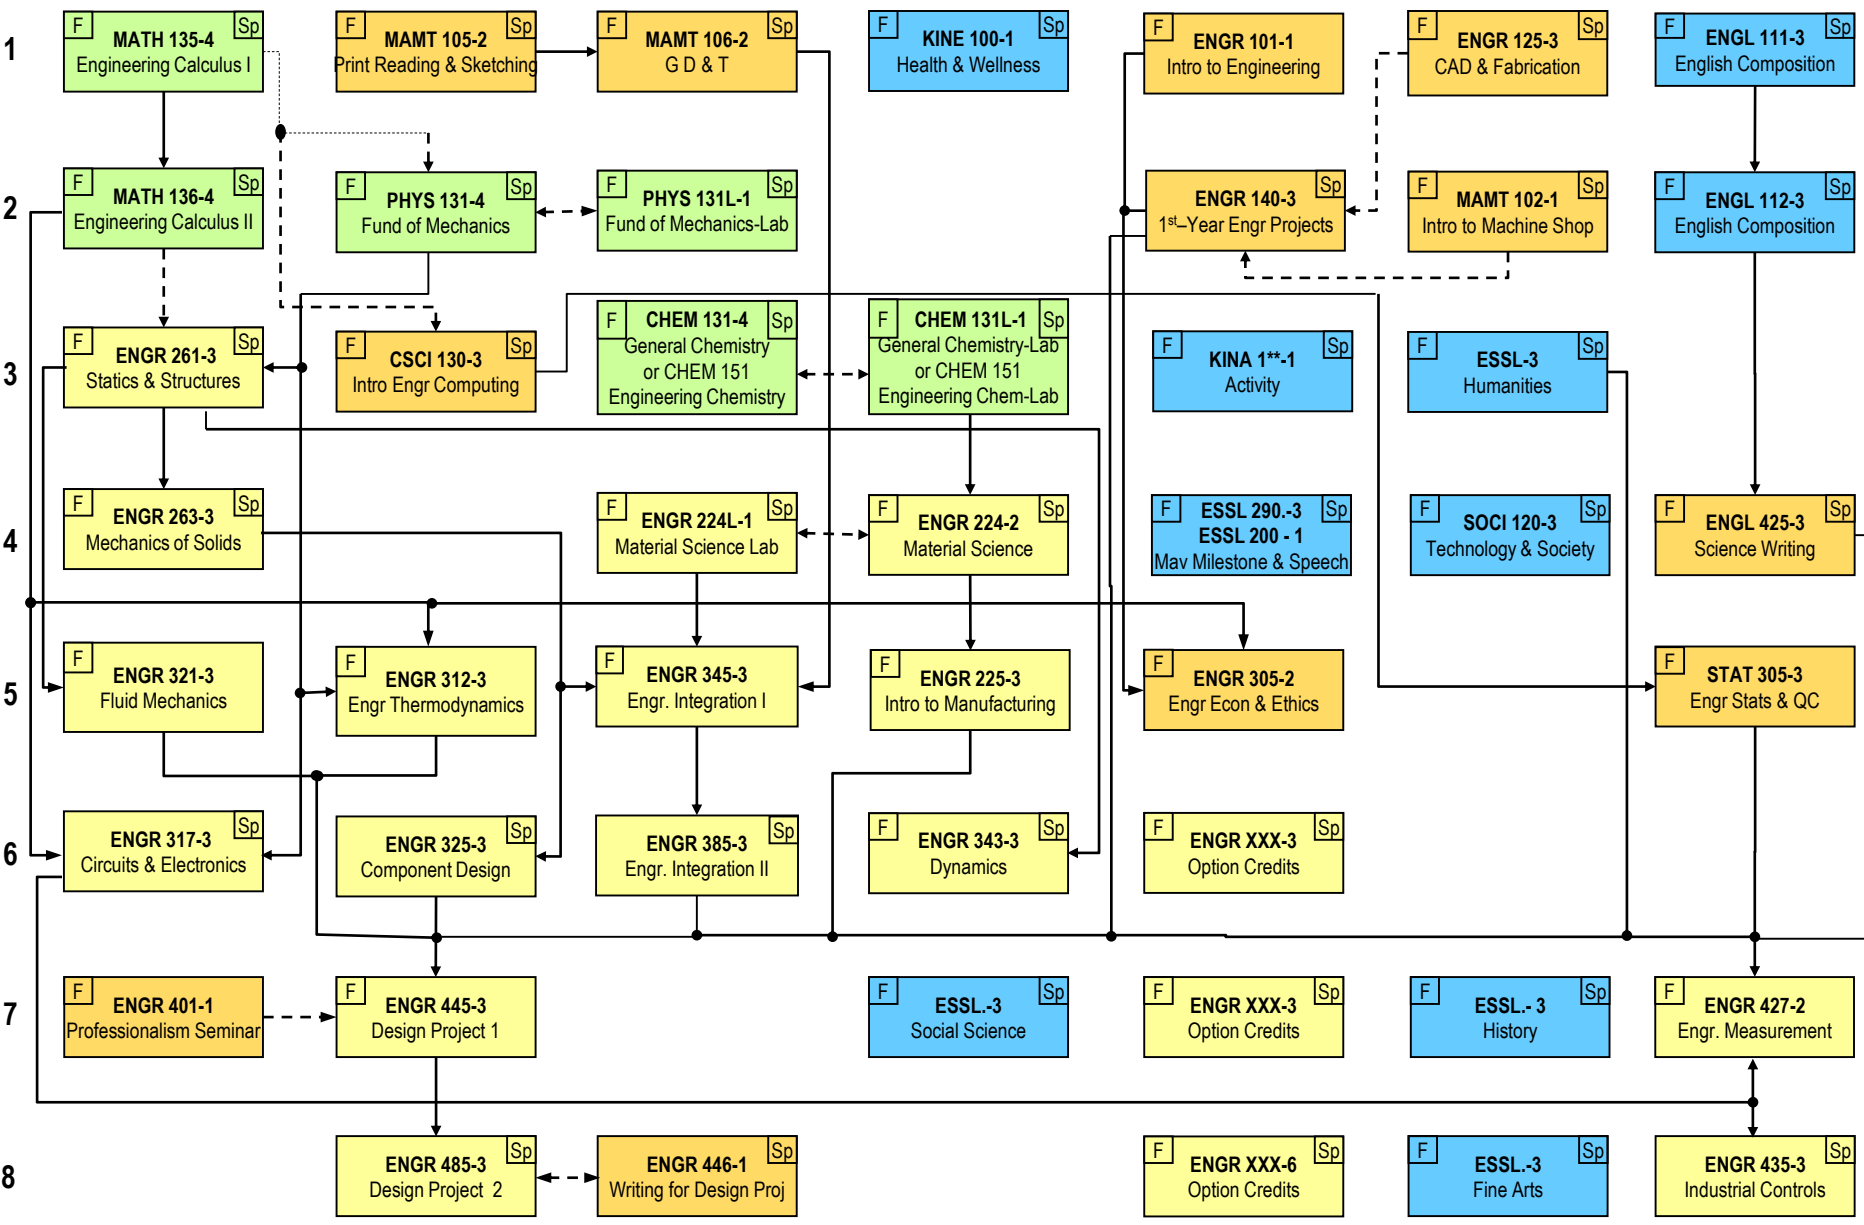 1
F
Sp
MATH 135-4
Engineering Calculus I
F
Sp
MAMT 105-2
Print Reading & Sketching
F
Sp
MAMT 106-2
G D & T
F
Sp
KINE 100-1
Health & Wellness
F
ENGR 101-1
Intro to Engineering
F
Sp
ENGR 125-3
CAD & Fabrication
F
Sp
ENGL 111-3
English Composition
2
F
Sp
MATH 136-4
Engineering Calculus II
F
Sp
PHYS 131-4
Fund of Mechanics
F
Sp
PHYS 131L-1
Fund of Mechanics-Lab
Sp
ENGR 140-3
1st–Year Engr Projects
F
Sp
MAMT 102-1
Intro to Machine Shop
F
Sp
ENGL 112-3
English Composition
3
F
Sp
ENGR 261-3
Statics & Structures
F
Sp
CSCI 130-3
Intro Engr Computing
F
Sp
CHEM 131-4
General Chemistry
or CHEM 151
Engineering Chemistry
F
Sp
CHEM 131L-1
General Chemistry-Lab
or CHEM 151
Engineering Chem-Lab
F
Sp
KINA 1**-1
Activity
F
Sp
ESSL-3
Humanities
4
F
Sp
ENGR 263-3
Mechanics of Solids
F
Sp
ENGR 224L-1
Material Science Lab
F
Sp
ENGR 224-2
Material Science
F
Sp
ESSL 290.-3
ESSL 200 - 1
Mav Milestone & Speech
F
Sp
SOCI 120-3
Technology & Society
F
Sp
ENGL 425-3
Science Writing
5
F
ENGR 321-3
Fluid Mechanics
F
ENGR 312-3
Engr Thermodynamics
F
ENGR 345-3
Engr. Integration I
F
ENGR 225-3
Intro to Manufacturing
F
ENGR 305-2
Engr Econ & Ethics
F
STAT 305-3
Engr Stats & QC
6
Sp
ENGR 317-3
Circuits & Electronics
Sp
ENGR 325-3
Component Design
Sp
ENGR 385-3
Engr. Integration II
F
Sp
ENGR 343-3
Dynamics
F
Sp
ENGR XXX-3
Option Credits
7
F
ENGR 401-1
Professionalism Seminar
F
ENGR 445-3
Design Project 1
F
Sp
ESSL.-3
Social Science
F
Sp
ENGR XXX-3
Option Credits
F
Sp
ESSL.- 3
History
F
ENGR 427-2
Engr. Measurement
8
Sp
ENGR 485-3
Design Project 2
Sp
ENGR 446-1
Writing for Design Proj
F
Sp
ENGR XXX-6
Option Credits
F
Sp
ESSL.-3
Fine Arts
Sp
ENGR 435-3
Industrial Controls